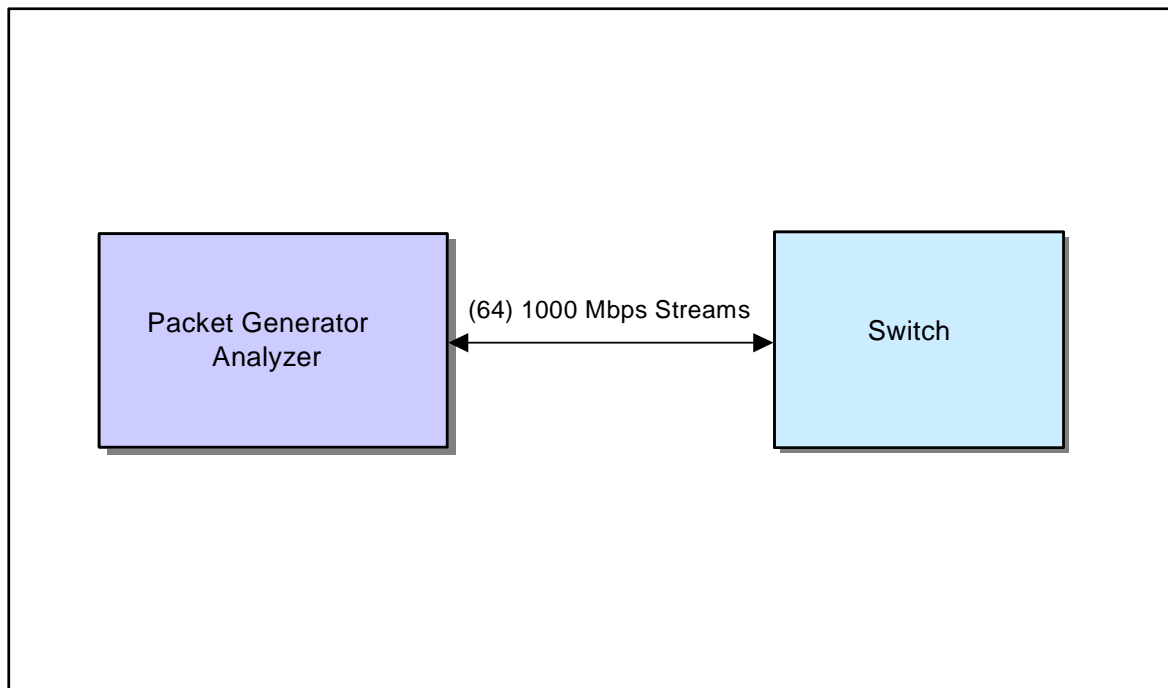 Packet Generator
Analyzer
(64) 1000 Mbps Streams
Switch